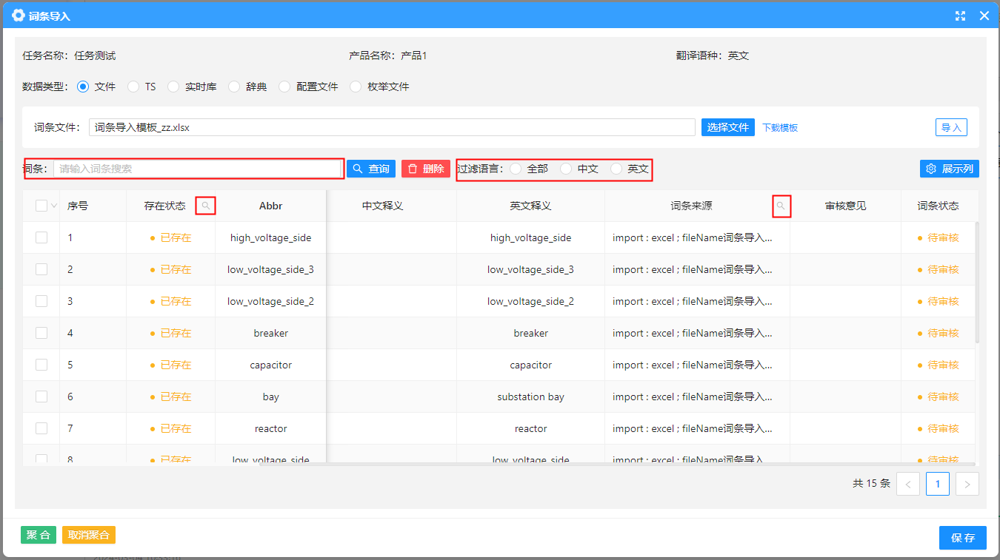 词条导入
任务名称：任务测试 产品名称：产品1 翻译语种：英文
数据类型： 文件 TS 实时库 辞典 配置文件 枚举文件
词条文件： 词条导入模板_zz.xlsx 选择文件 下载模板 导 入
词条： 请输入词条搜索 查询 删除 过滤语言： 全部 中文 英文 展示列
序号 存在状态 Abbr 中文释义 英文释义 词条来源 审核意见 词条状态
1 已存在 high_voltage_side high_voltage_side import : excel ; fileName词条导入... 待审核
2 已存在 low_voltage_side_3 low_voltage_side_3 import : excel ; fileName词条导入... 待审核
3 已存在 low_voltage_side_2 low_voltage_side_2 import : excel ; fileName词条导入... 待审核
4 已存在 breaker breaker import : excel ; fileName词条导入... 待审核
5 已存在 capacitor capacitor import : excel ; fileName词条导入... 待审核
6 已存在 bay substation bay import : excel ; fileName词条导入... 待审核
7 已存在 reactor reactor import : excel ; fileName词条导入... 待审核
8 已存在 low_voltage_side low_voltage_side import : excel ; fileName词条导入... 待审核
共 15 条 < 1 >
聚 合 取消聚合 保 存